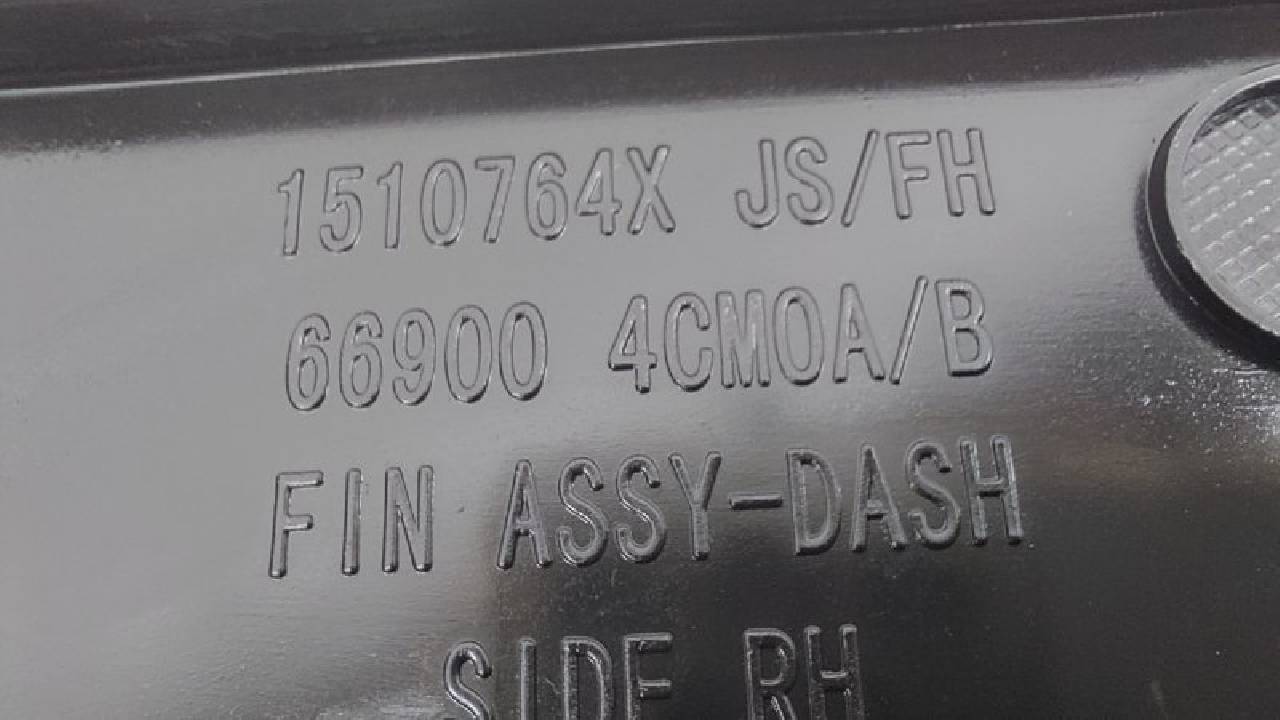 1510764X JS/FH
66900 4CM0A/B
FIN ASSY-DASH
SIDE RH